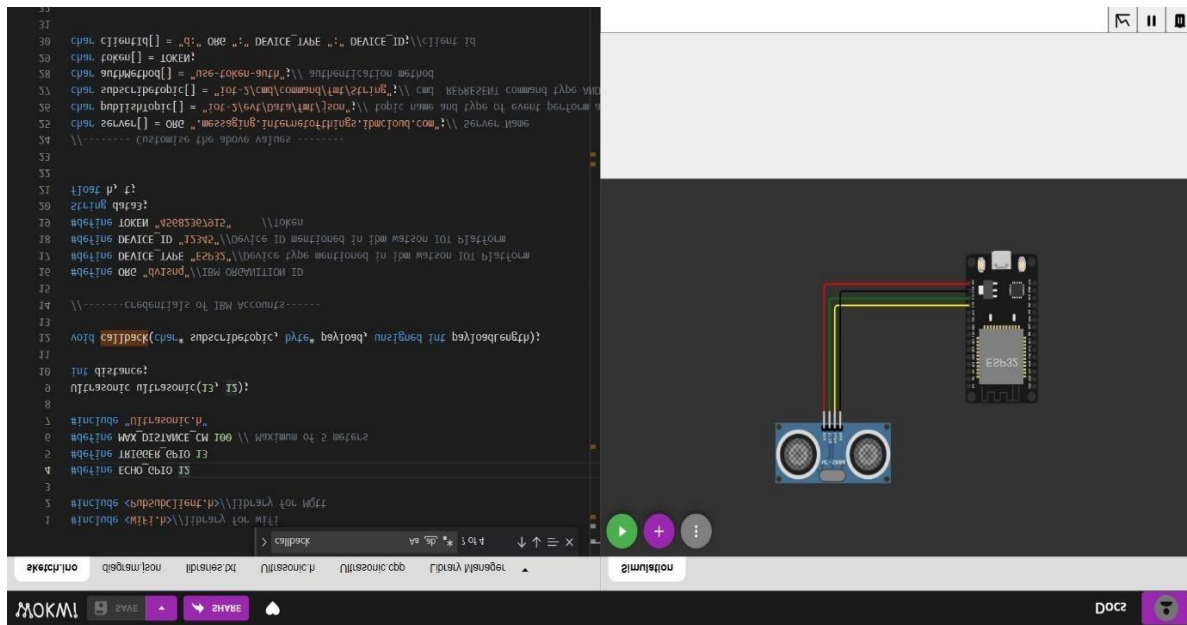 WOKWI SAVE SHARE Docs
sketch.ino diagram.json libraries.txt Ultrasonic.h Ultrasonic.cpp Library Manager
Simulation
callback Aa ab .* ? of 4
1 #include <WiFi.h>//library for wifi
2 #include <PubSubClient.h>//library for MQtt
3
4 #define ECHO_GPIO 12
5 #define TRIGGER_GPIO 13
6 #define MAX_DISTANCE_CM 100 // Maximum of 5 meters
7 #include "Ultrasonic.h"
8
9 Ultrasonic ultrasonic(13, 12);
10 int distance;
11
12 void callback(char* subscribetopic, byte* payload, unsigned int payloadLength);
13
14 //-------credentials of IBM Accounts------
15
16 #define ORG "dv1snq"//IBM ORGANITION ID
17 #define DEVICE_TYPE "ESP32"//Device type mentioned in ibm watson IOT Platform
18 #define DEVICE_ID "12345"//Device ID mentioned in ibm watson IOT Platform
19 #define TOKEN "45682367915" //Token
20 String data3;
21 float h, t;
22
23
24 //-------- Customise the above values --------
25 char server[] = ORG ".messaging.internetofthings.ibmcloud.com";// Server Name
26 char publishTopic[] = "iot-2/evt/Data/fmt/json";// topic name and type of event perform a
27 char subscribetopic[] = "iot-2/cmd/command/fmt/String";// cmd REPRESENT command type AND
28 char authMethod[] = "use-token-auth";// authentication method
29 char token[] = TOKEN;
30 char clientId[] = "d:" ORG ":" DEVICE_TYPE ":" DEVICE_ID;//client id
31
ESP32
HC-SR04